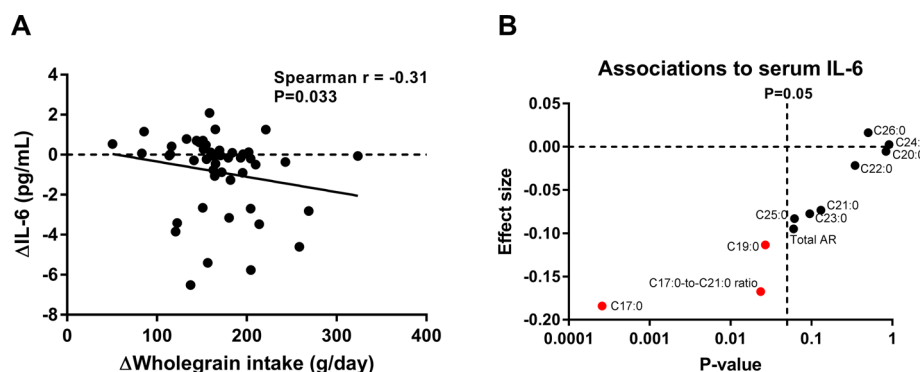 A
Spearman r = -0.31
P=0.033
4
2
0
-2
-4
-6
-8
ΔIL-6 (pg/mL)
0
100
200
300
400
ΔWholegrain intake (g/day)
B
Associations to serum IL-6
P=0.05
0.05
0.00
-0.05
-0.10
-0.15
-0.20
Effect size
C26:0
C24:
C20:0
C22:0
C21:0
C25:0
C23:0
Total AR
C19:0
C17:0-to-C21:0 ratio
C17:0
0.0001
0.001
0.01
0.1
1
P-value